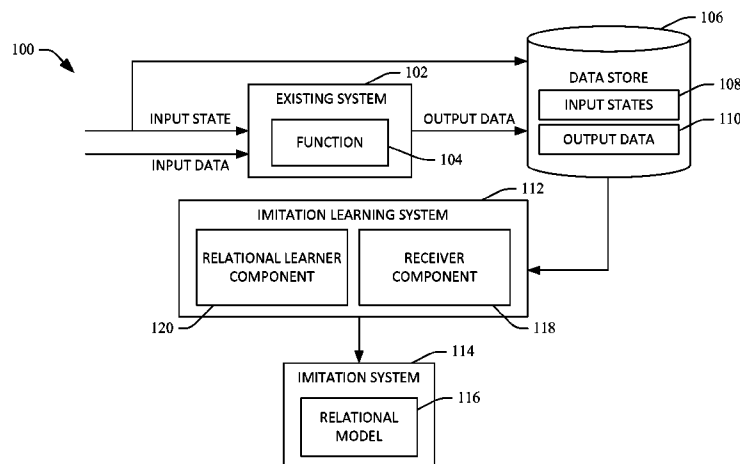 100
102
106
EXISTING SYSTEM
FUNCTION
104
INPUT STATE
INPUT DATA
OUTPUT DATA
DATA STORE
INPUT STATES
108
OUTPUT DATA
110
112
IMITATION LEARNING SYSTEM
RELATIONAL LEARNER
COMPONENT
RECEIVER
COMPONENT
120
118
114
IMITATION SYSTEM
RELATIONAL
MODEL
116